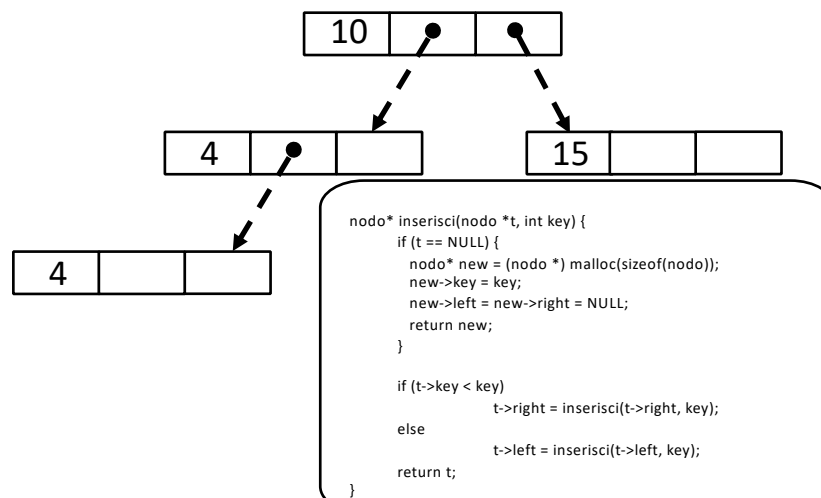 10
4
15
4
nodo* inserisci(nodo *t, int key) {
if (t == NULL) {
nodo* new = (nodo *) malloc(sizeof(nodo));
new->key = key;
new->left = new->right = NULL;
return new;
}
if (t->key < key)
t->right = inserisci(t->right, key);
else
t->left = inserisci(t->left, key);
return t;
}